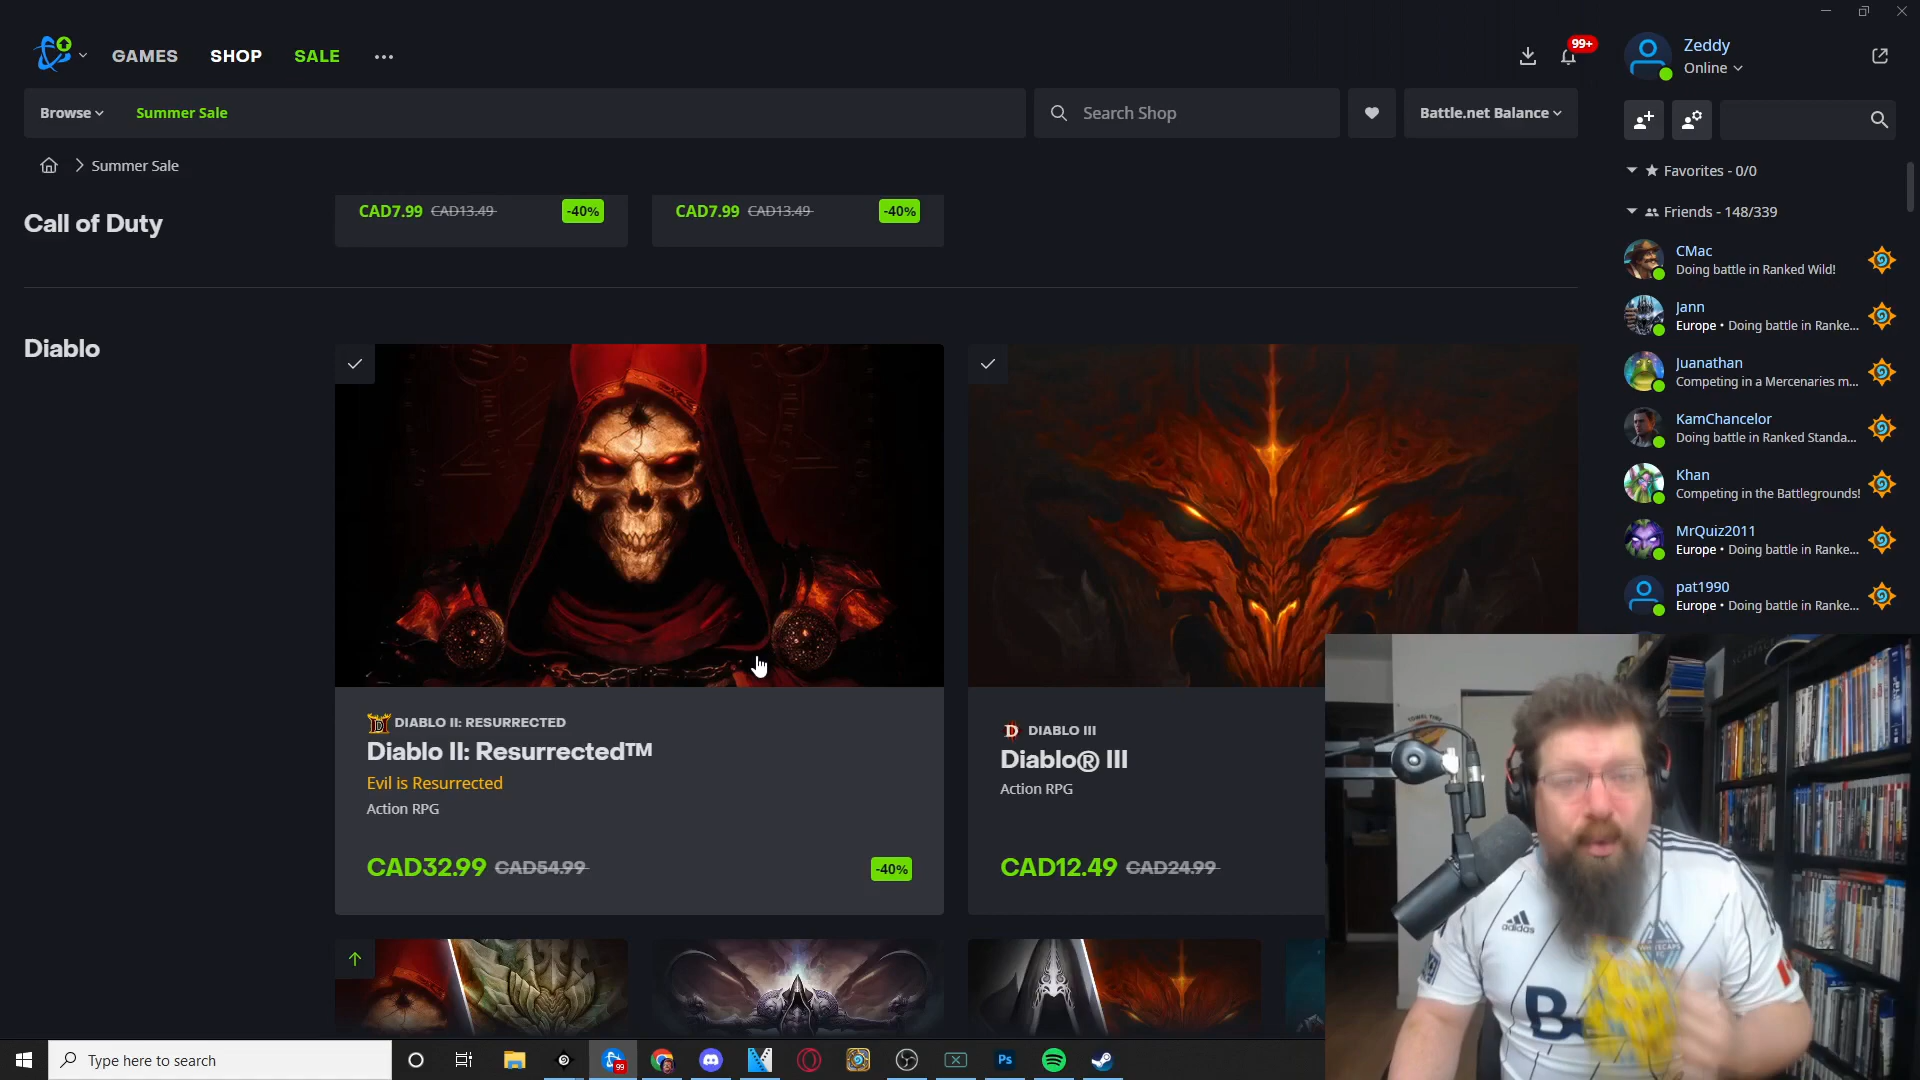 GAMES
SHOP
SALE
99+
Zeddy
Online
Browse
Summer Sale
Search Shop
Battle.net Balance
Summer Sale
Favorites - 0/0
Friends - 148/339
Call of Duty
CAD7.99 CAD13.49 -40%
CAD7.99 CAD13.49 -40%
CMac
Doing battle in Ranked Wild!
Jann
Europe • Doing battle in Ranke...
Juanathan
Competing in a Mercenaries m...
KamChancelor
Doing battle in Ranked Standa...
Khan
Competing in the Battlegrounds!
MrQuiz2011
Europe • Doing battle in Ranke...
pat1990
Europe • Doing battle in Ranke...
Diablo
DIABLO II: RESURRECTED
Diablo II: Resurrected™
Evil is Resurrected
Action RPG
CAD32.99 CAD54.99 -40%
DIABLO III
Diablo® III
Action RPG
CAD12.49 CAD24.99
adidas
WHITECAPS
B
Type here to search
99
Ps